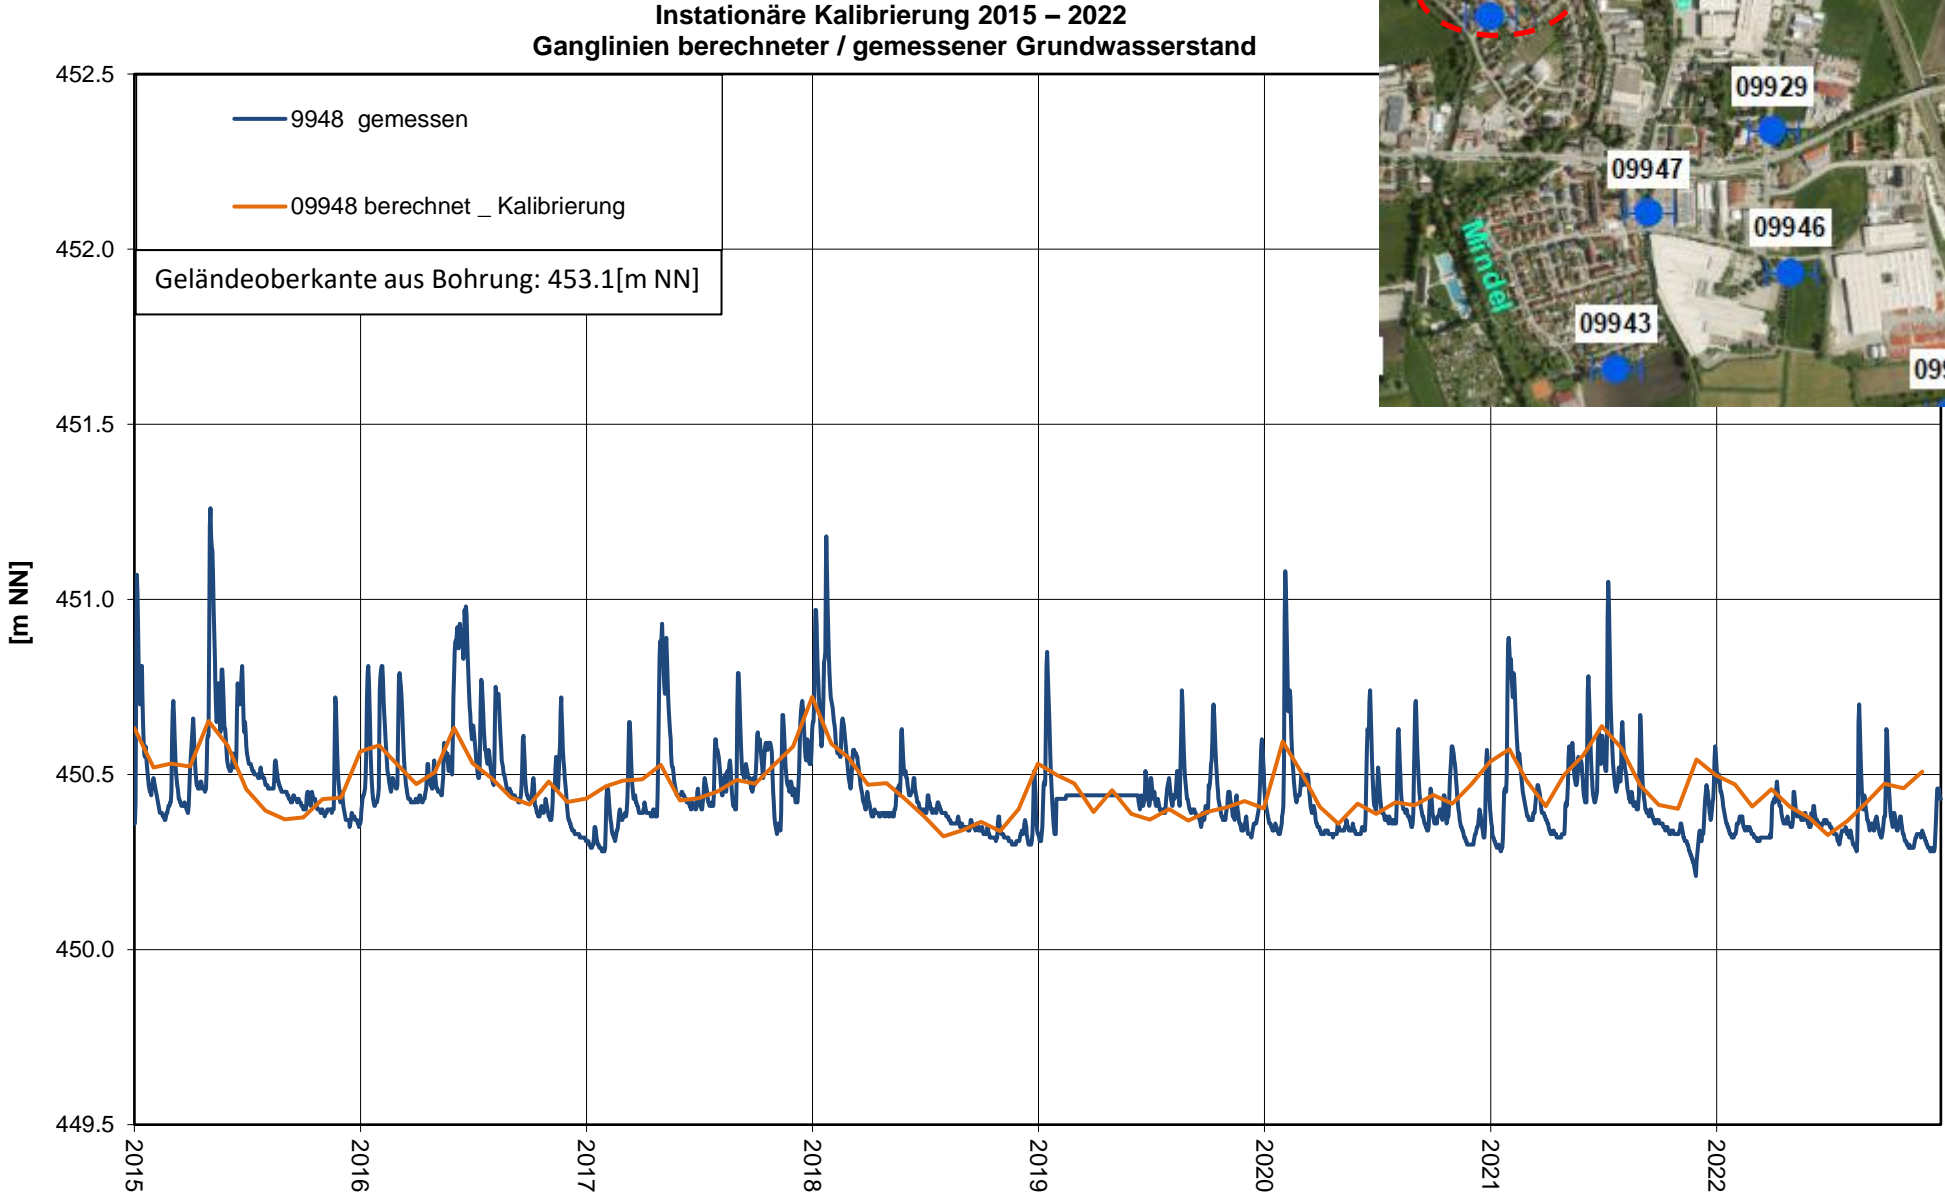 Instationäre Kalibrierung 2015 – 2022
Ganglinien berechneter / gemessener Grundwasserstand
452.5
452.0
451.5
451.0
450.5
450.0
449.5
[m NN]
9948 gemessen
09948 berechnet _ Kalibrierung
Geländeoberkante aus Bohrung: 453.1[m NN]
09929
09947
09946
Mindel
09943
2015
2016
2017
2018
2019
2020
2021
2022